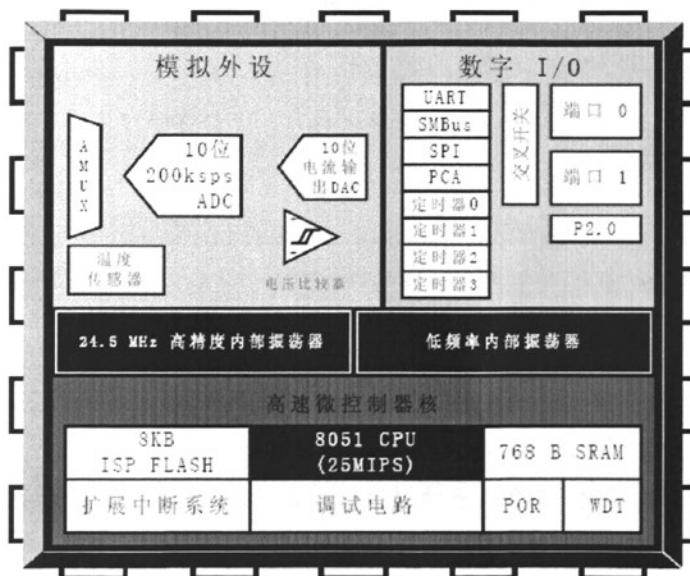 模拟外设
AMUX
10位
200ksps
ADC
10位
电流输
出DAC
温度
传感器
电压比较器
数字 I/O
UART
SMBus
SPI
PCA
定时器0
定时器1
定时器2
定时器3
交叉开关
端口 0
端口 1
P2.0
24.5 MHz 高精度内部振荡器
低频率内部振荡器
高速微控制器核
8KB
ISP FLASH
8051 CPU
(25MIPS)
768 B SRAM
扩展中断系统
调试电路
POR
WDT